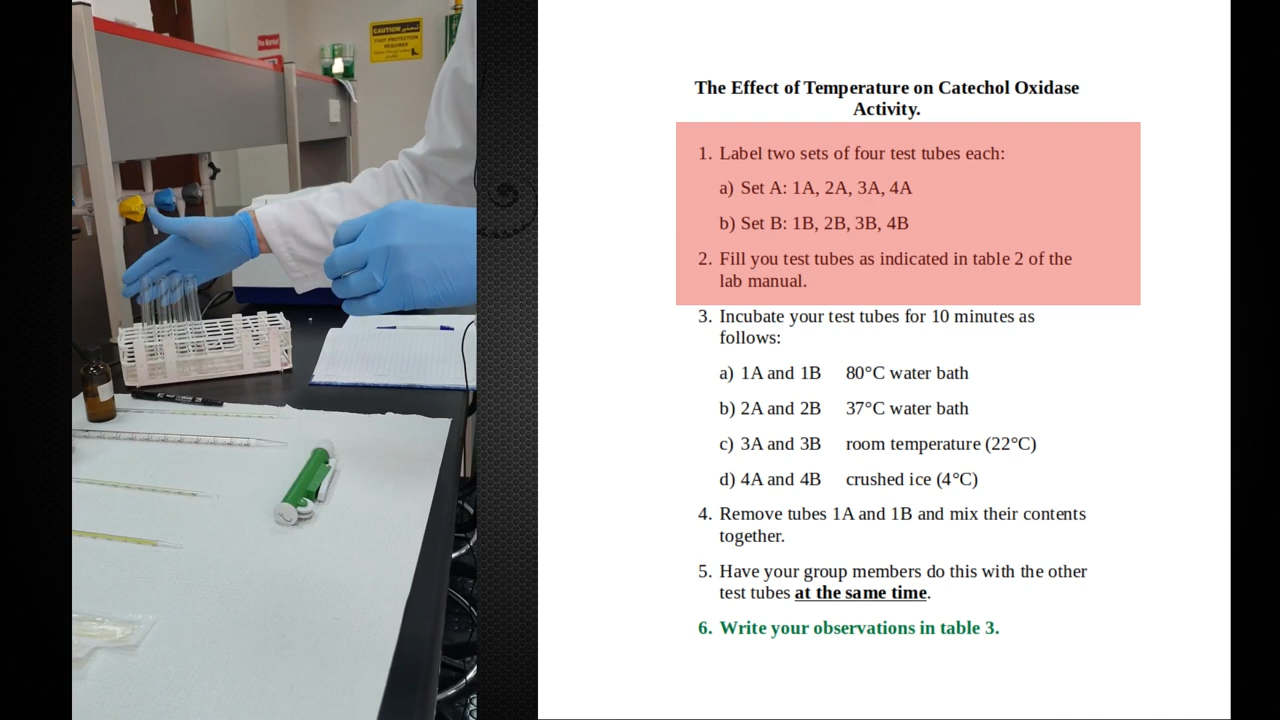 CAUTION تحذير
FOOT PROTECTION
REQUIRED
The Effect of Temperature on Catechol Oxidase
Activity.
1. Label two sets of four test tubes each:
a) Set A: 1A, 2A, 3A, 4A
b) Set B: 1B, 2B, 3B, 4B
2. Fill you test tubes as indicated in table 2 of the
lab manual.
3. Incubate your test tubes for 10 minutes as
follows:
a) 1A and 1B 80°C water bath
b) 2A and 2B 37°C water bath
c) 3A and 3B room temperature (22°C)
d) 4A and 4B crushed ice (4°C)
4. Remove tubes 1A and 1B and mix their contents
together.
5. Have your group members do this with the other
test tubes at the same time.
6. Write your observations in table 3.